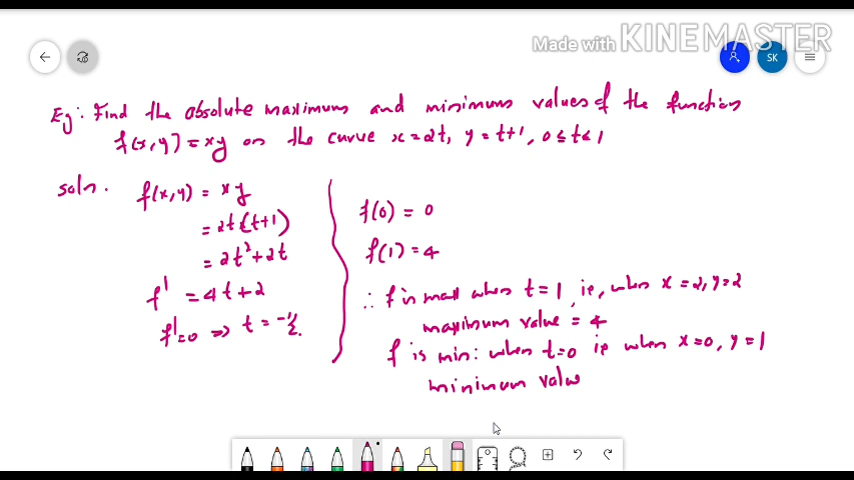 Made with KINEMASTER
SK
Eg: Find the absolute maximum and minimum values of the function
f(x,y) = xy on the curve x=2t, y=t+1, 0≤t<1
soln.
f(x,y) = xy
= 2t(t+1)
= 2t²+2t
f' = 4t+2
f'=0 ⇒ t = -1/2.
f(0) = 0
f(1) = 4
∴ f is max when t=1, ie, when x=2, y=2
maximum value = 4
f is min: when t=0 ie when x=0, y=1
minimum value